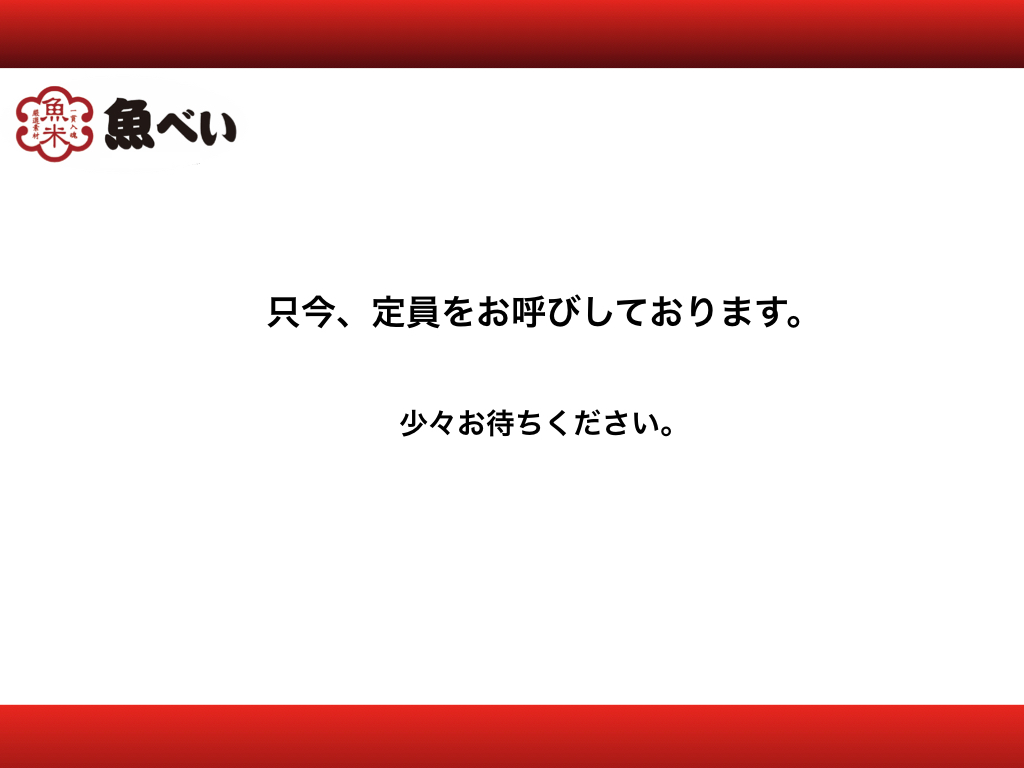 魚米
一貫入魂
厳選素材
魚べい
只今、定員をお呼びしております。
少々お待ちください。